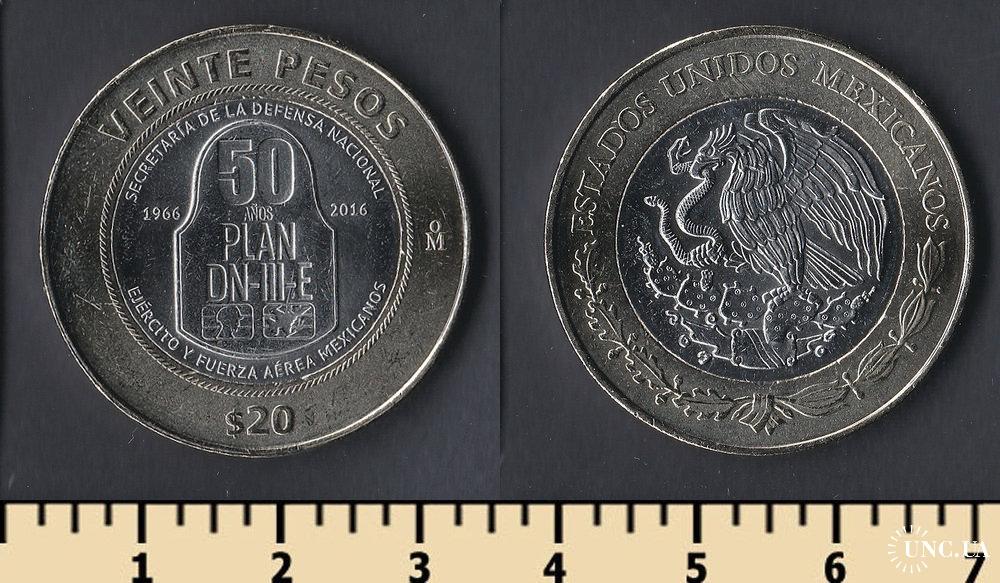 VEINTE PESOS
SECRETARÍA DE LA DEFENSA NACIONAL
50
AÑOS
1966
2016
PLAN
DN-III-E
EJÉRCITO Y FUERZA AÉREA MEXICANOS
Mo
$20
ESTADOS UNIDOS MEXICANOS
1 2 3 4 5 6 7
UNC.UA